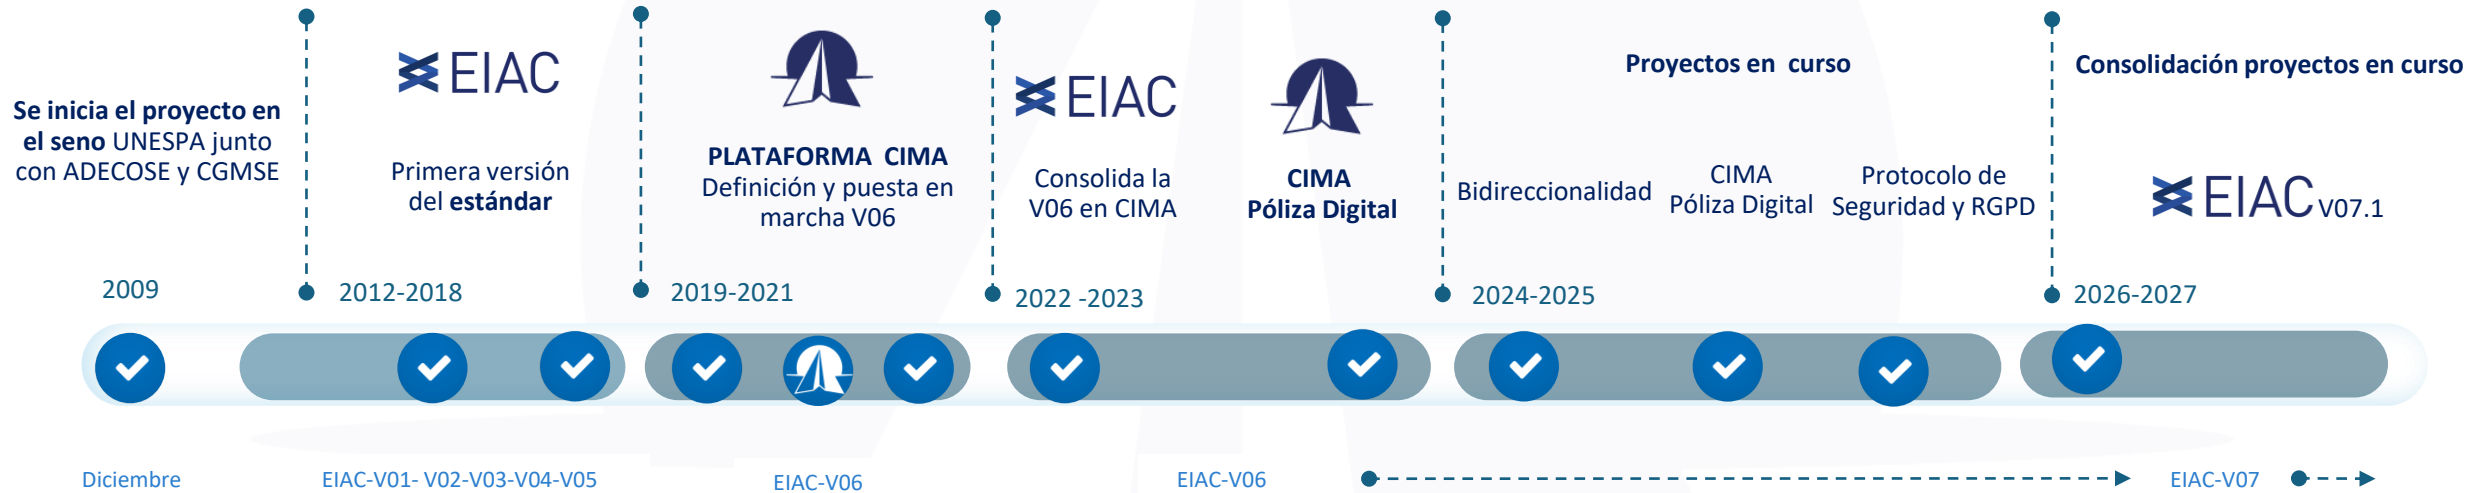 Se inicia el proyecto en
el seno UNESPA junto
con ADECOSE y CGMSE
2009
EIAC
Primera versión
del estándar
2012-2018
PLATAFORMA CIMA
Definición y puesta en
marcha V06
2019-2021
EIAC
Consolida la
V06 en CIMA
2022 -2023
CIMA
Póliza Digital
Proyectos en curso
Bidireccionalidad
CIMA
Póliza Digital
Protocolo de
Seguridad y RGPD
2024-2025
Consolidación proyectos en curso
EIAC V07.1
2026-2027
Diciembre
EIAC-V01- V02-V03-V04-V05
EIAC-V06
EIAC-V06
EIAC-V07